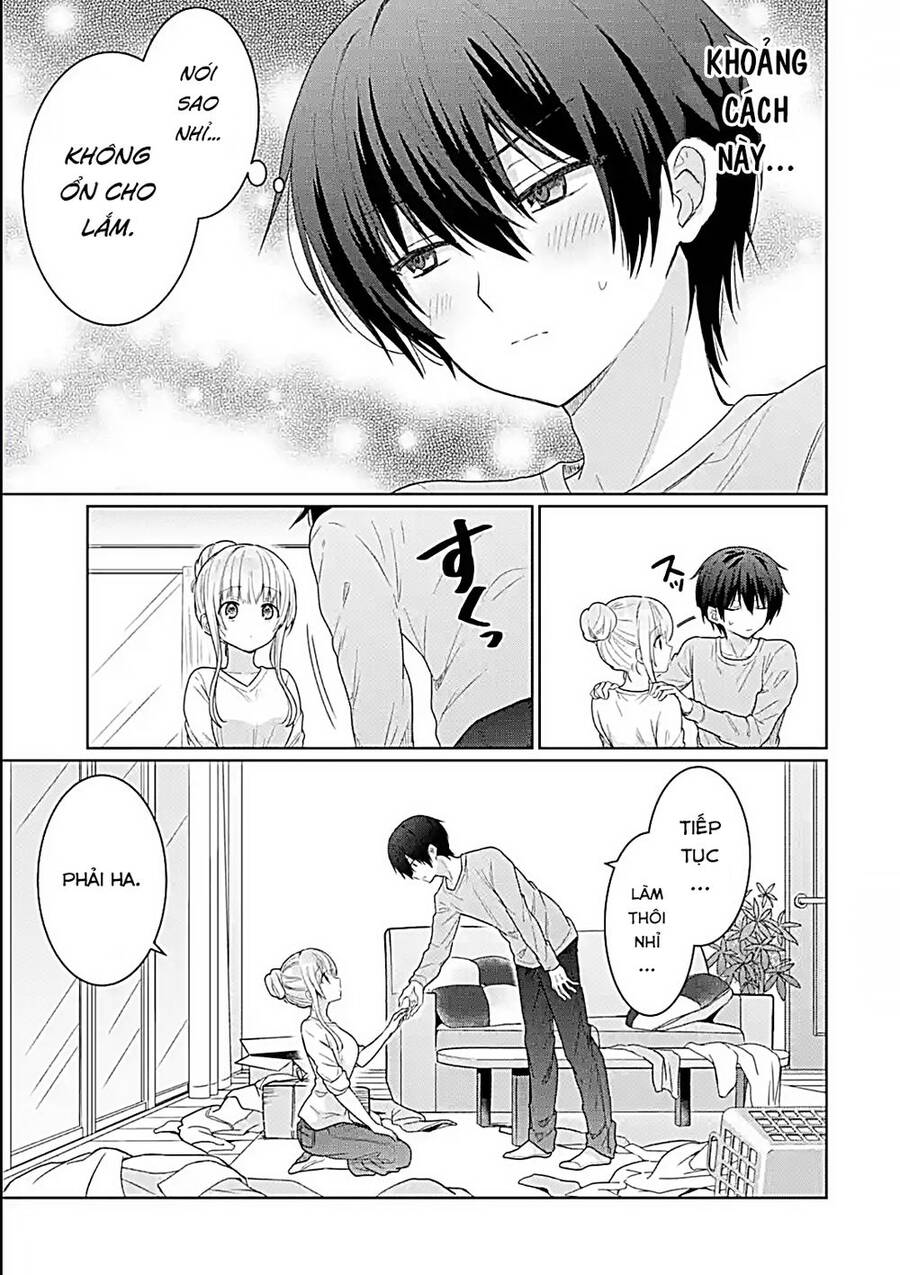 KHOẢNG
CÁCH
NÀY...
NÓI
SAO
NHỈ...
KHÔNG
ỔN CHO
LẮM.
スッ
すくっ
TIẾP
TỤC
...
LÀM
THÔI
NHỈ
...
PHẢI HA.